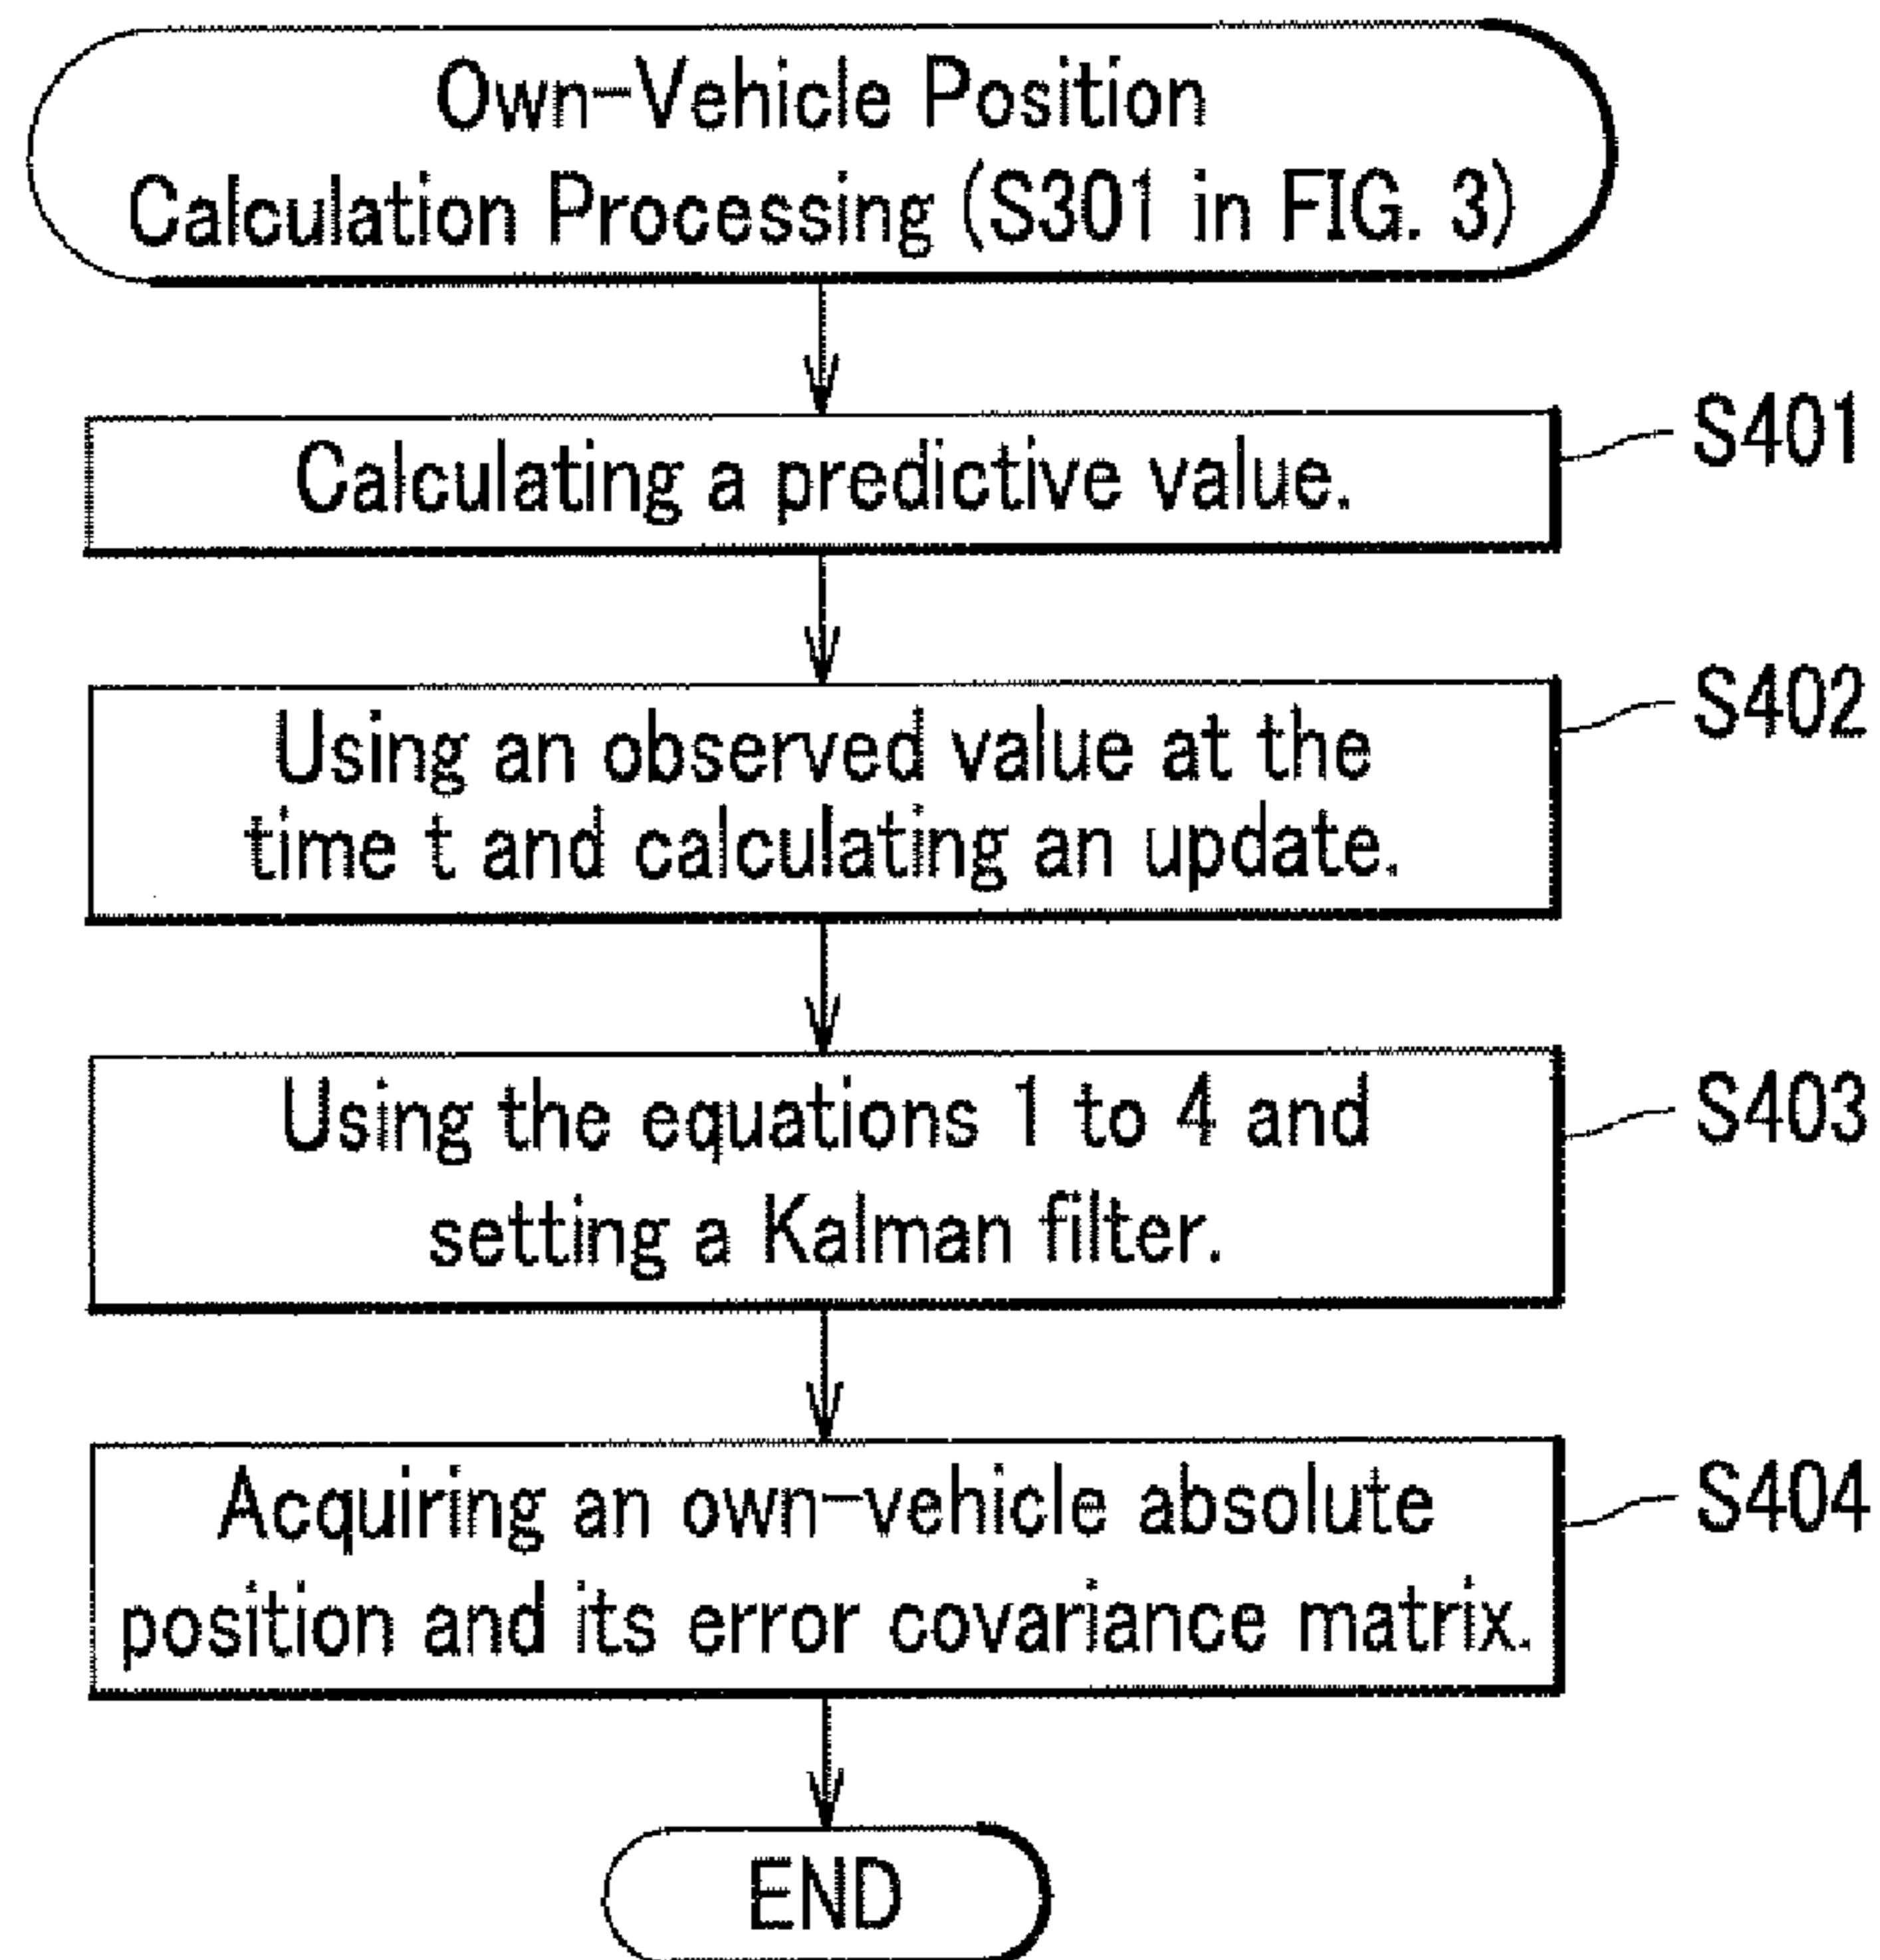 Own-Vehicle Position
Calculation Processing (S301 in FIG. 3)
Calculating a predictive value.
S401
Using an observed value at the
time t and calculating an update.
S402
Using the equations 1 to 4 and
setting a Kalman filter.
S403
Acquiring an own-vehicle absolute
position and its error covariance matrix.
S404
END